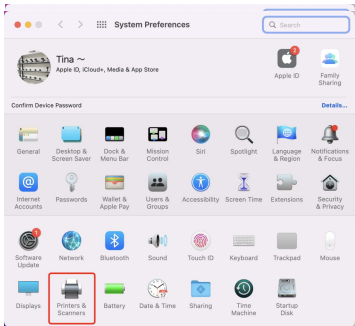 System Preferences
Search
Tina ~
Apple ID, iCloud+, Media & App Store
2
Apple ID
Family
Sharing
Confirm Device Password
Details...
General
Desktop &
Screen Saver
Dock &
Menu Bar
Mission
Control
Siri
Spotlight
Language
& Region
Notifications
& Focus
Internet
Accounts
Passwords
Wallet &
Apple Pay
Users &
Groups
Accessibility
Screen Time
Extensions
Security
& Privacy
1
Software
Update
Network
Bluetooth
Sound
Touch ID
Keyboard
Trackpad
Mouse
Displays
Printers &
Scanners
Battery
Date & Time
Sharing
Time
Machine
Startup
Disk